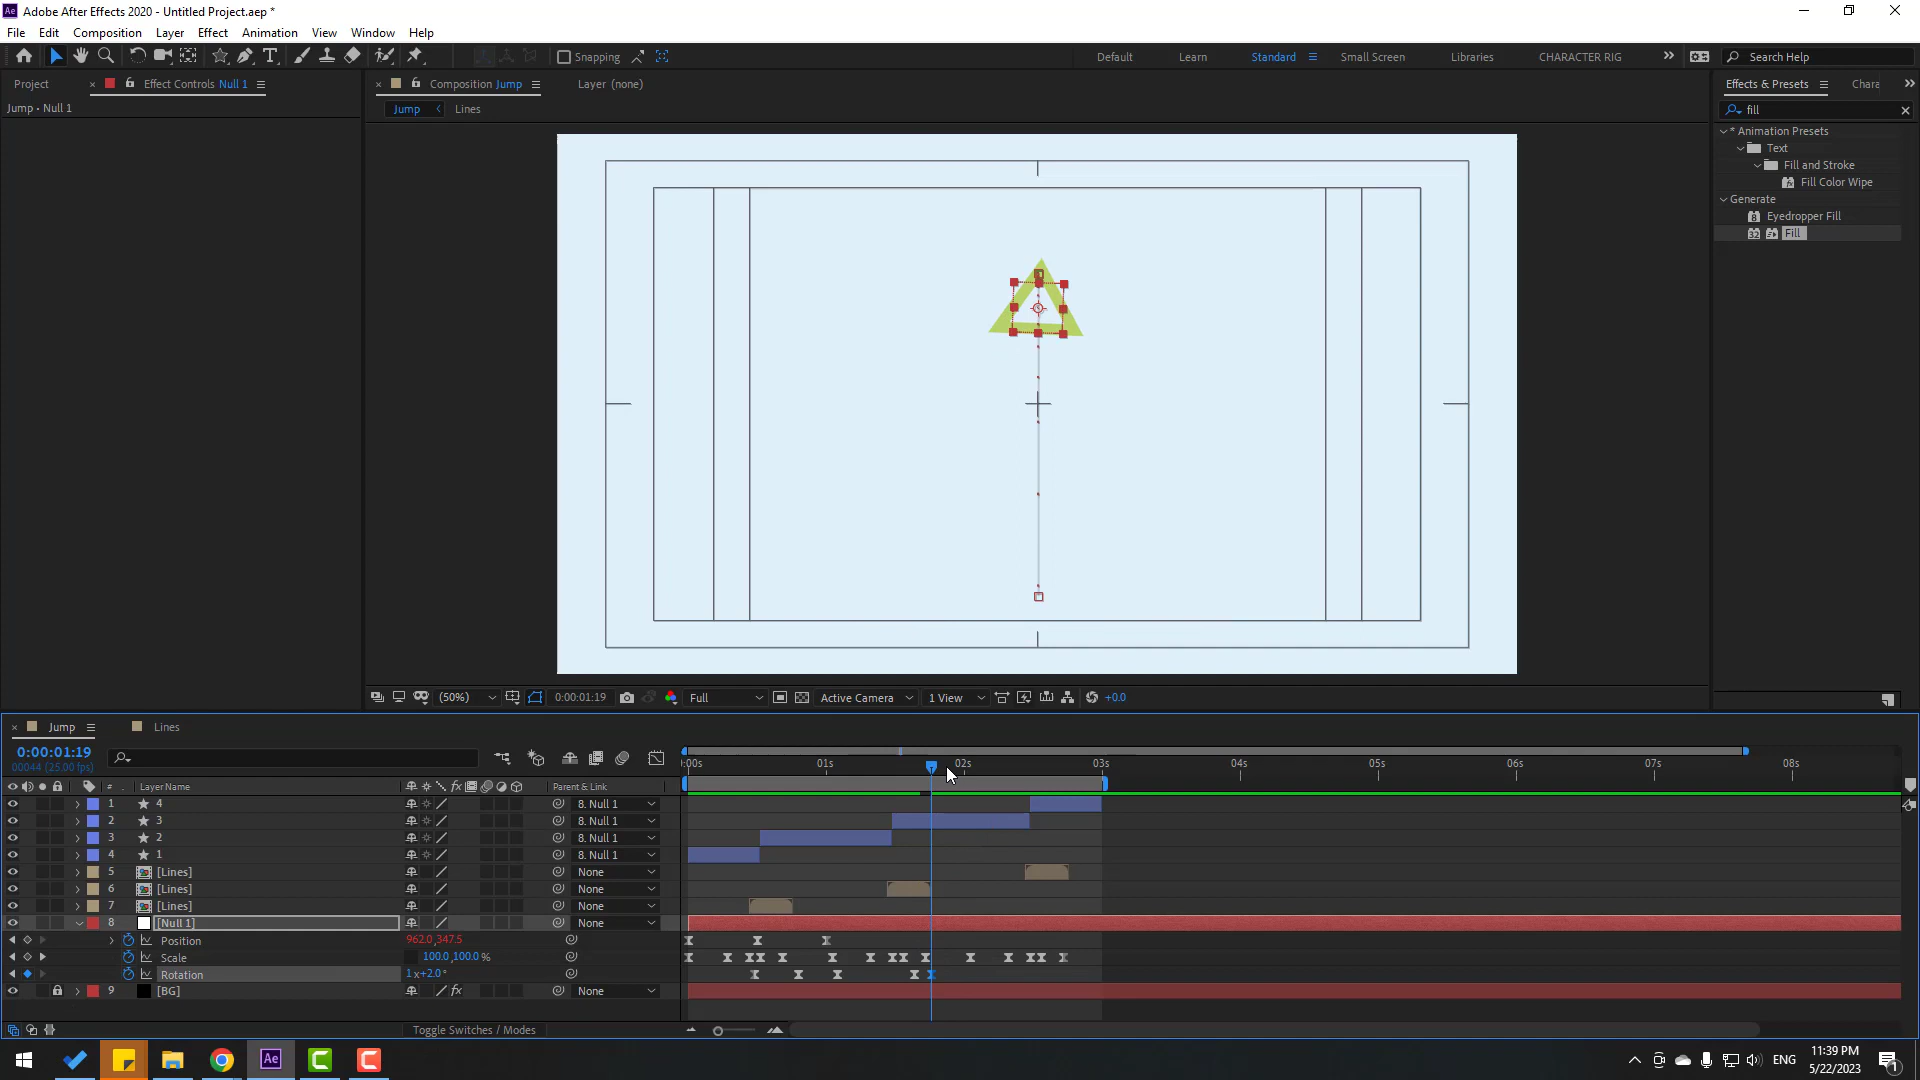 Adobe After Effects 2020 - Untitled Project.aep *
File Edit Composition Layer Effect Animation View Window Help
Snapping Default Learn Standard Small Screen Libraries CHARACTER RIG Search Help
Project Effect Controls Null 1 Composition Jump Layer (none) Effects & Presets Chara
Jump • Null 1
Jump Lines
fill
* Animation Presets
Text
Fill and Stroke
Fill Color Wipe
Generate
Eyedropper Fill
Fill
(50%) 0:00:01:19 Full Active Camera 1 View +0.0
Jump Lines
0:00:01:19
00044 (25.00 fps)
:00s 01s 02s 03s 04s 05s 06s 07s 08s
# . Layer Name Parent & Link
1 4 8. Null 1
2 3 8. Null 1
3 2 8. Null 1
4 1 8. Null 1
5 [Lines] None
6 [Lines] None
7 [Lines] None
8 [Null 1] None
Position 962.0,347.5
Scale 100.0,100.0%
Rotation 1x+2.0°
9 [BG] None
Toggle Switches / Modes
ENG 11:39 PM
5/22/2023
1